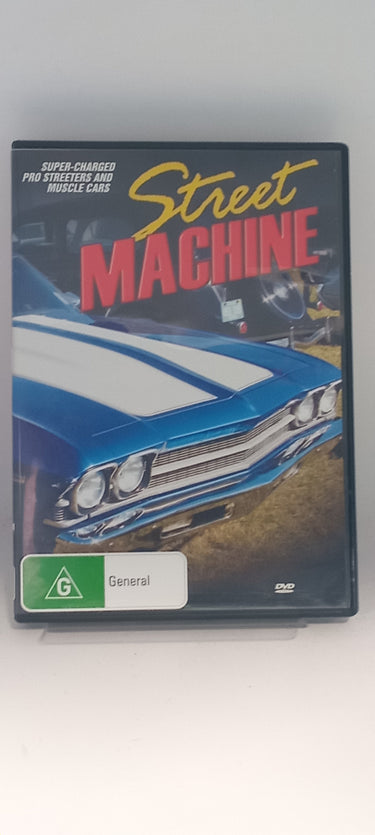 SUPER-CHARGED
PRO STREETERS AND
MUSCLE CARS
Street
MACHINE
G
General
DVD